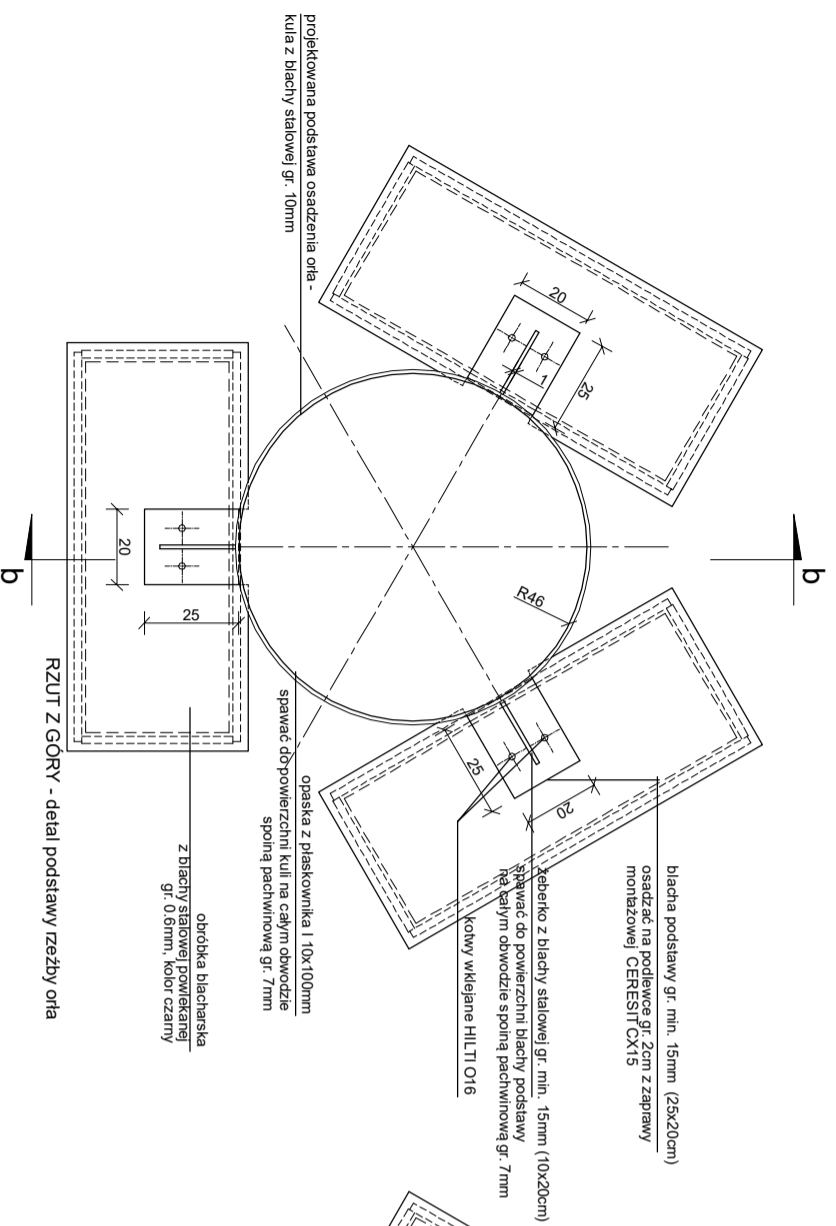 projektowana podstawa osadzenia orła -
kula z blachy stalowej gr. 10mm
b
b
20
25
1
R46
20
25
25
20
blacha podstawy gr. min. 15mm (25x20cm)
osadzać na podlewce gr. 2cm z zaprawy
montażowej CERESIT CX15
żeberko z blachy stalowej gr. min. 15mm (10x20cm)
spawać do powierzchni blachy podstawy
na całym obwodzie spoiną pachwinową gr. 7mm
kotwy wklejane HILTI O16
opaska z płaskownika I 10x100mm
spawać do powierzchni kuli na całym obwodzie
spoiną pachwinową gr. 7mm
obróbka blacharska
z blachy stalowej powlekanej
gr. 0.6mm, kolor czarny
RZUT Z GÓRY - detal podstawy rzeźby orła